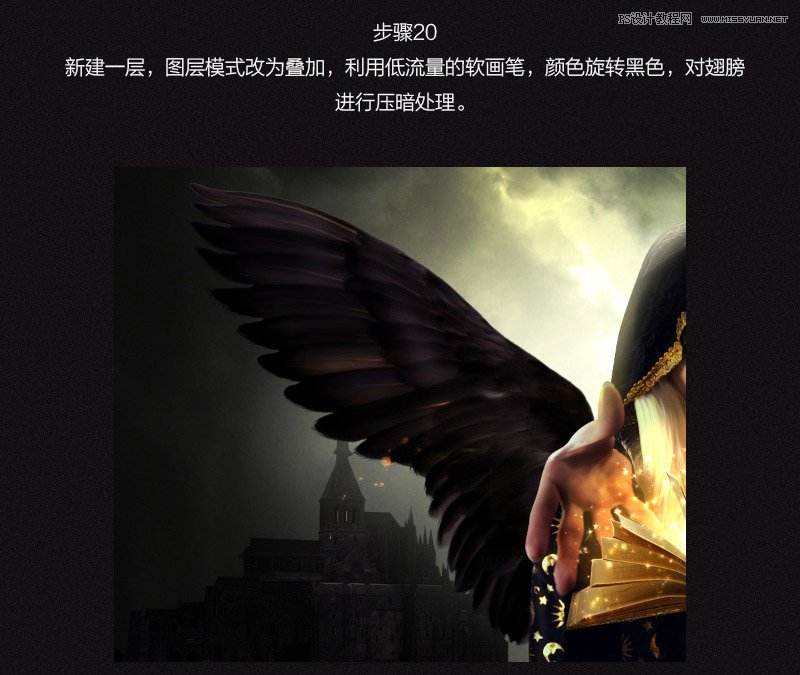 PS设计教程网 WWW.MISSYUAN.NET
步骤20
新建一层，图层模式改为叠加，利用低流量的软画笔，颜色旋转黑色，对翅膀
进行压暗处理。